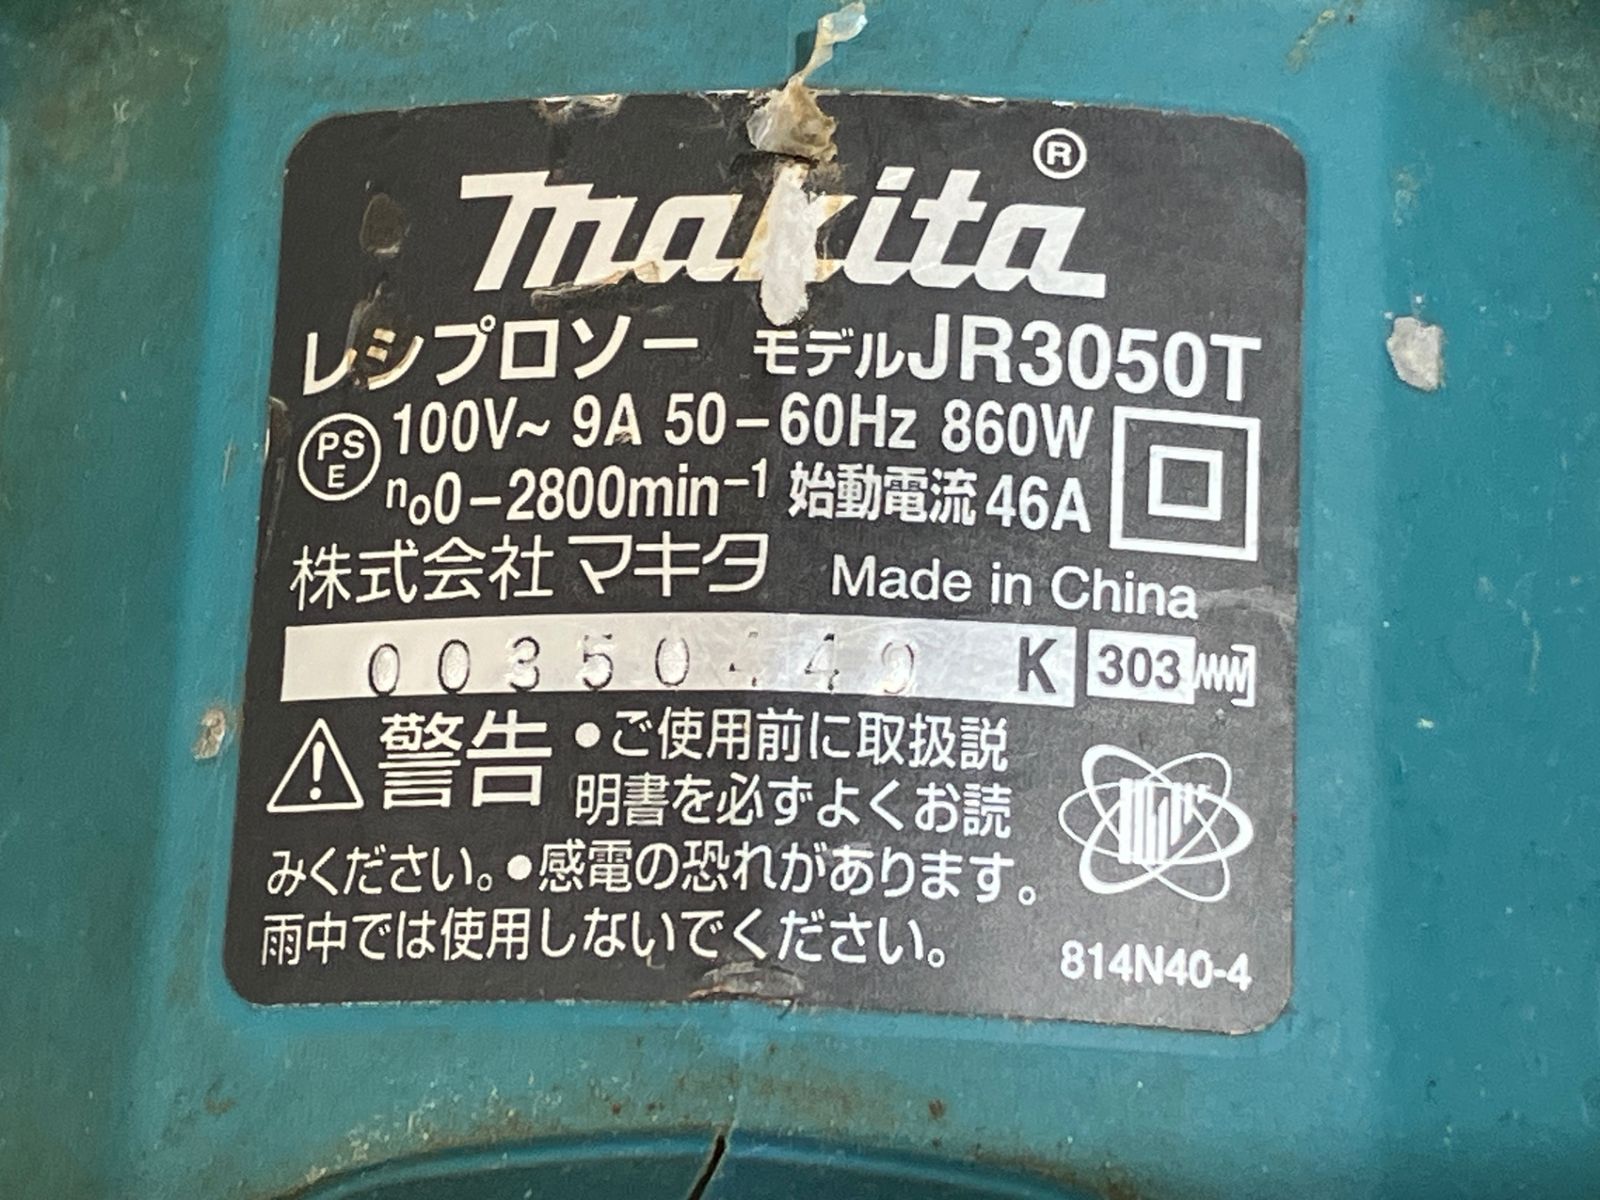 makita®
レシプロソー モデルJR3050T
PSE 100V~ 9A 50-60Hz 860W
n₀0-2800min⁻¹ 始動電流46A
株式会社マキタ Made in China
K 303
⚠警告 ●ご使用前に取扱説
明書を必ずよくお読
みください。●感電の恐れがあります。
雨中では使用しないでください。
814N40-4